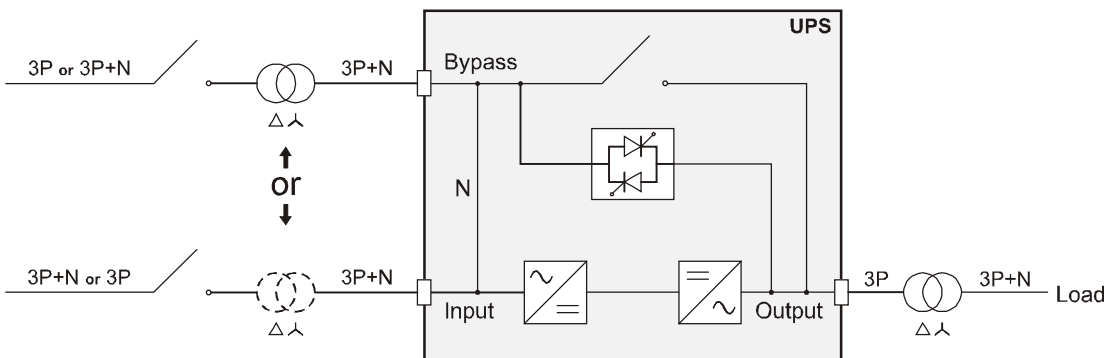 UPS
3P or 3P+N
3P+N
Bypass
or
N
3P+N or 3P
3P+N
Input
Output
3P
3P+N
Load